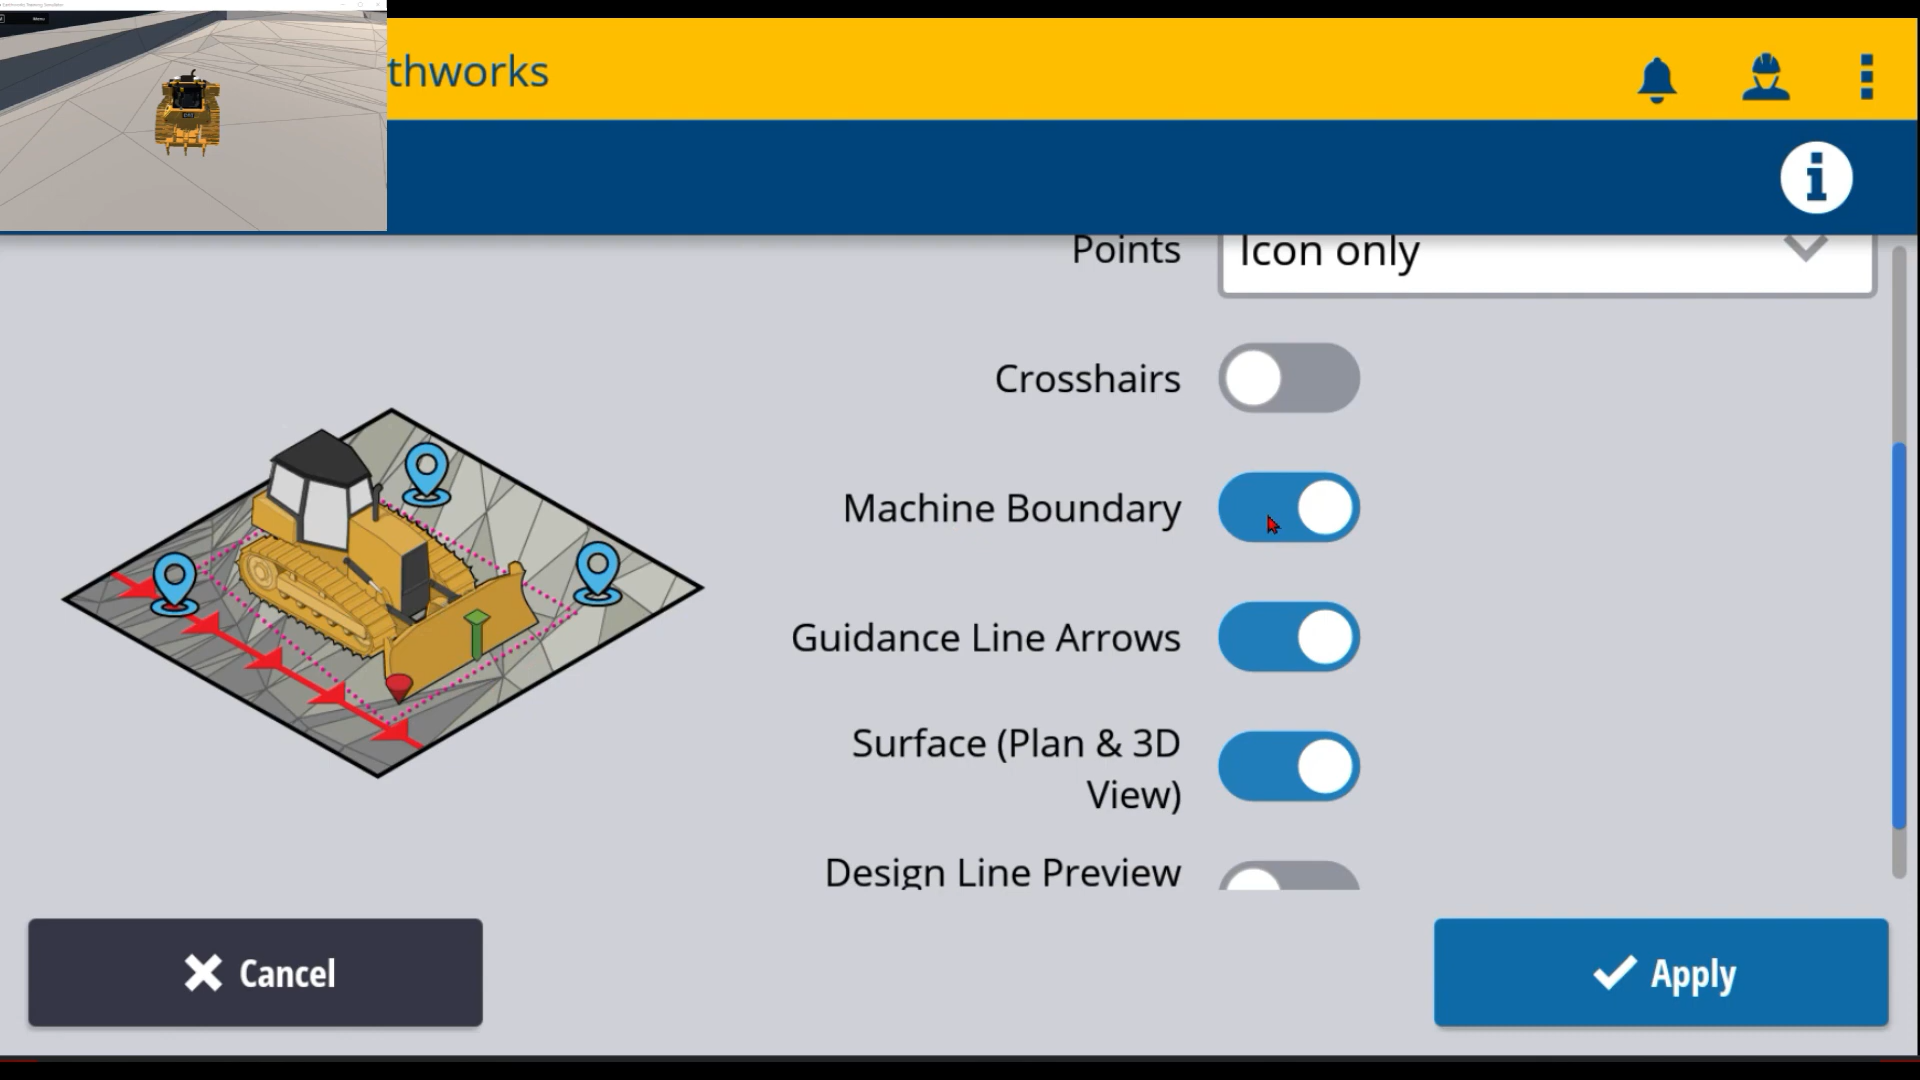 Menu
thworks
Points
Icon only
Crosshairs
Machine Boundary
Guidance Line Arrows
Surface (Plan & 3D
View)
Design Line Preview
Cancel
Apply